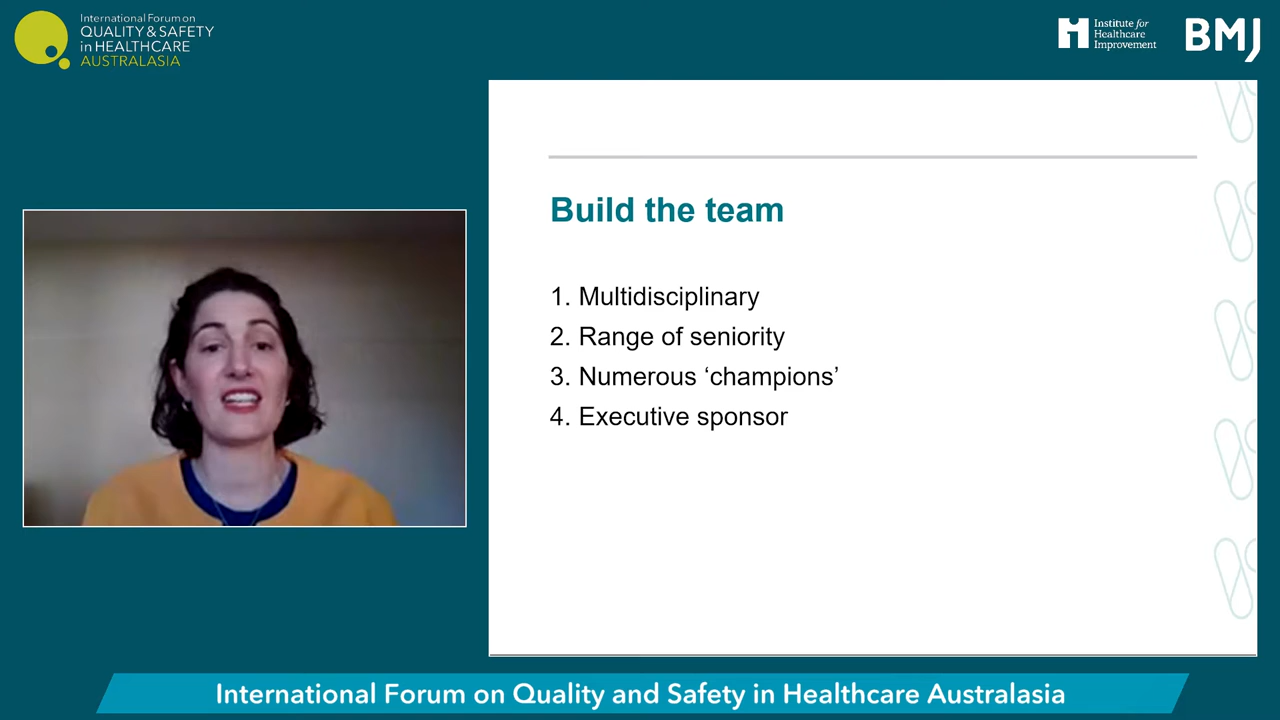 International Forum on
QUALITY & SAFETY
in HEALTHCARE
AUSTRALASIA
Institute for
Healthcare
Improvement
BMJ
Build the team
1. Multidisciplinary
2. Range of seniority
3. Numerous ‘champions’
4. Executive sponsor
International Forum on Quality and Safety in Healthcare Australasia